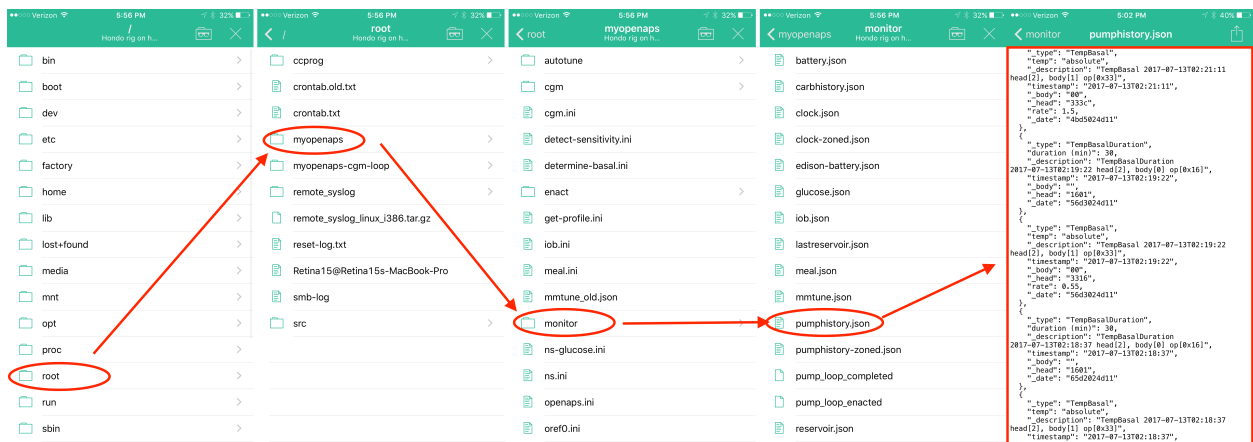 ●●○○○ Verizon 5:56 PM 32%
/
Hondo rig on h...
bin
boot
dev
etc
factory
home
lib
lost+found
media
mnt
opt
proc
root
run
sbin
●●○○○ Verizon 5:56 PM 32%
/ root
Hondo rig on h...
ccprog
crontab.old.txt
crontab.txt
myopenaps
myopenaps-cgm-loop
remote_syslog
remote_syslog_linux_i386.tar.gz
reset-log.txt
Retina15@Retina15s-MacBook-Pro
smb-log
src
●●○○○ Verizon 5:56 PM 32%
root myopenaps
Hondo rig on h...
autotune
cgm
cgm.ini
detect-sensitivity.ini
determine-basal.ini
enact
get-profile.ini
iob.ini
meal.ini
mmtune_old.json
monitor
ns-glucose.ini
ns.ini
openaps.ini
oref0.ini
●●○○○ Verizon 5:56 PM 32%
myopenaps monitor
Hondo rig on h...
battery.json
carbhistory.json
clock.json
clock-zoned.json
edison-battery.json
glucose.json
iob.json
lastreservoir.json
meal.json
mmtune.json
pumphistory.json
pumphistory-zoned.json
pump_loop_completed
pump_loop_enacted
reservoir.json
●●○○○ Verizon 5:02 PM 40%
monitor pumphistory.json
"_type": "TempBasal",
"temp": "absolute",
"_description": "TempBasal 2017-07-13T02:21:11
head[2], body[1] op[0x33]",
"timestamp": "2017-07-13T02:21:11",
"_body": "00",
"_head": "333c",
"rate": 1.5,
"_date": "4bd5024d11"
},
{
"_type": "TempBasalDuration",
"duration (min)": 30,
"_description": "TempBasalDuration
2017-07-13T02:19:22 head[2], body[0] op[0x16]",
"timestamp": "2017-07-13T02:19:22",
"_body": "",
"_head": "1601",
"_date": "56d3024d11"
},
{
"_type": "TempBasal",
"temp": "absolute",
"_description": "TempBasal 2017-07-13T02:19:22
head[2], body[1] op[0x33]",
"timestamp": "2017-07-13T02:19:22",
"_body": "00",
"_head": "3316",
"rate": 0.55,
"_date": "56d3024d11"
},
{
"_type": "TempBasalDuration",
"duration (min)": 30,
"_description": "TempBasalDuration
2017-07-13T02:18:37 head[2], body[0] op[0x16]",
"timestamp": "2017-07-13T02:18:37",
"_body": "",
"_head": "1601",
"_date": "65d2024d11"
},
{
"_type": "TempBasal",
"temp": "absolute",
"_description": "TempBasal 2017-07-13T02:18:37
head[2], body[1] op[0x33]",
"timestamp": "2017-07-13T02:18:37",